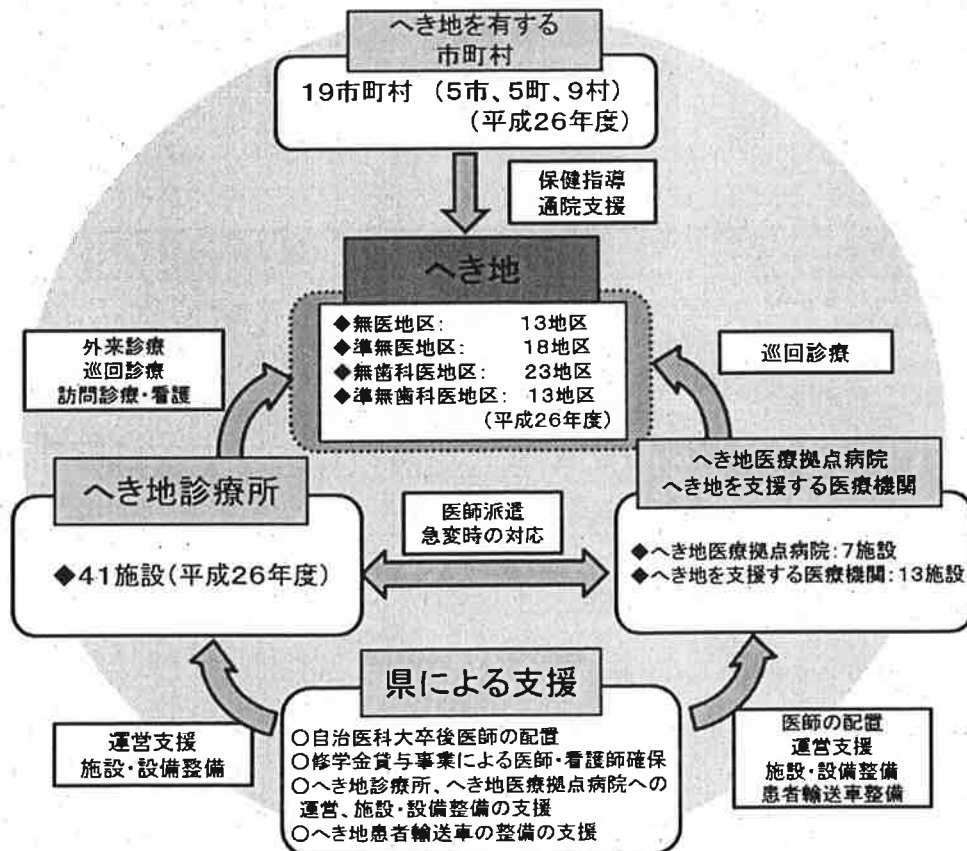 へき地を有する
市町村
19市町村 (5市、5町、9村)
(平成26年度)
保健指導
通院支援
へき地
◆無医地区: 13地区
◆準無医地区: 18地区
◆無歯科医地区: 23地区
◆準無歯科医地区: 13地区
(平成26年度)
外来診療
巡回診療
訪問診療・看護
巡回診療
へき地診療所
◆41施設(平成26年度)
医師派遣
急変時の対応
へき地医療拠点病院
へき地を支援する医療機関
◆へき地医療拠点病院:7施設
◆へき地を支援する医療機関:13施設
県による支援
○自治医科大卒後医師の配置
○修学金貸与事業による医師・看護師確保
○へき地診療所、へき地医療拠点病院への
運営、施設・設備整備の支援
○へき地患者輸送車の整備の支援
運営支援
施設・設備整備
医師の配置
運営支援
施設・設備整備
患者輸送車整備